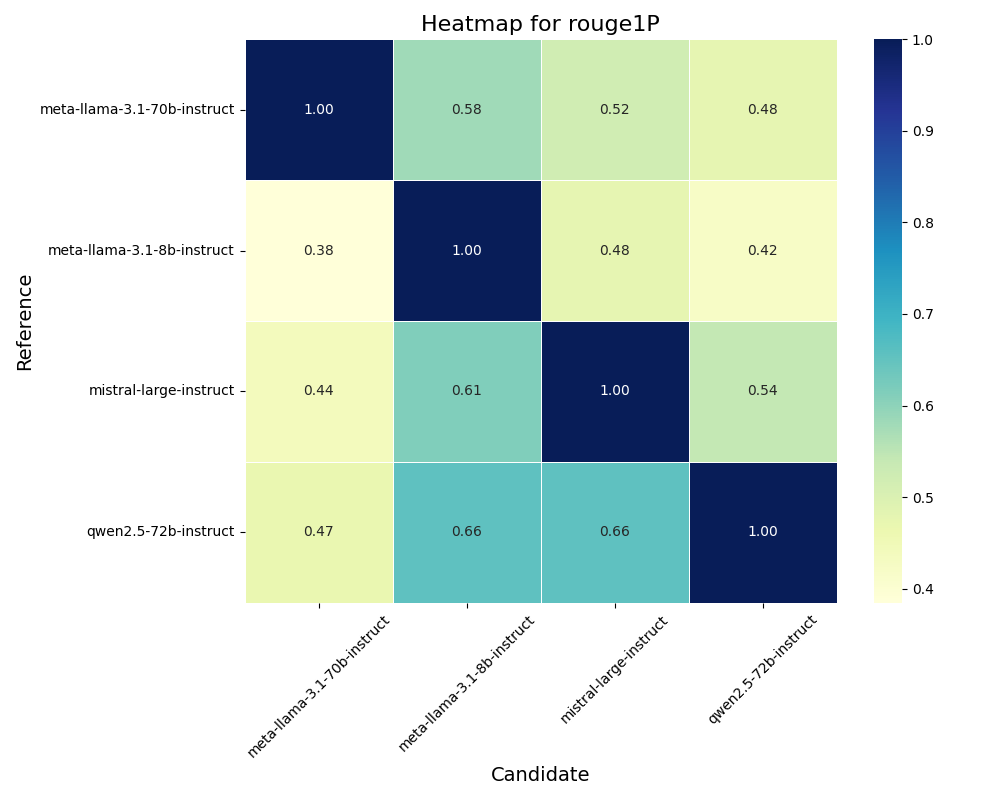 Heatmap for rouge1P
meta-llama-3.1-70b-instruct 1.00 0.58 0.52 0.48
meta-llama-3.1-8b-instruct 0.38 1.00 0.48 0.42
mistral-large-instruct 0.44 0.61 1.00 0.54
qwen2.5-72b-instruct 0.47 0.66 0.66 1.00
Reference
meta-llama-3.1-70b-instruct meta-llama-3.1-8b-instruct mistral-large-instruct qwen2.5-72b-instruct
Candidate
1.0
0.9
0.8
0.7
0.6
0.5
0.4